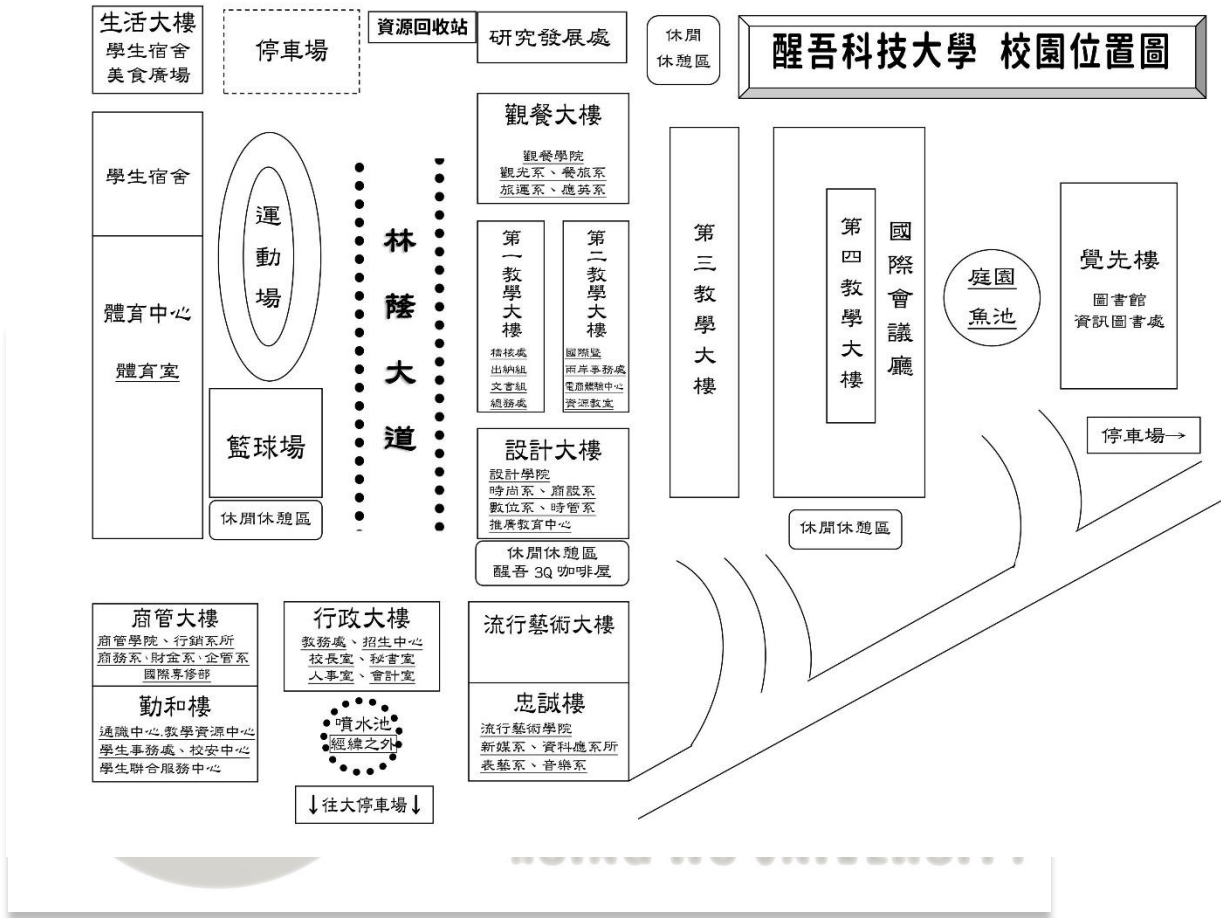 醒吾科技大學 校園位置圖
生活大樓
學生宿舍
美食廣場
停車場
資源回收站
研究發展處
休閒
休憩區
學生宿舍
體育中心
體育室
運動場
籃球場
休閒休憩區
林蔭大道
觀餐大樓
觀餐學院
觀光系、餐旅系
旅運系、應英系
第一教學大樓
稽核處
出納組
文書組
總務處
第二教學大樓
國際暨
兩岸事務處
電商體驗中心
資源教室
設計大樓
設計學院
時尚系、商設系
數位系、時管系
推廣教育中心
休閒休憩區
醒吾 3Q 咖啡屋
第三教學大樓
第四教學大樓
國際會議廳
休閒休憩區
庭園
魚池
覺先樓
圖書館
資訊圖書處
停車場→
商管大樓
商管學院、行銷系所
商務系、財金系、企管系
國際專修部
勤和樓
通識中心.教學資源中心
學生事務處、校安中心
學生聯合服務中心
行政大樓
教務處、招生中心
校長室、秘書室
人事室、會計室
噴水池
經緯之外
↓往大停車場↓
流行藝術大樓
忠誠樓
流行藝術學院
新媒系、資科應系所
表藝系、音樂系